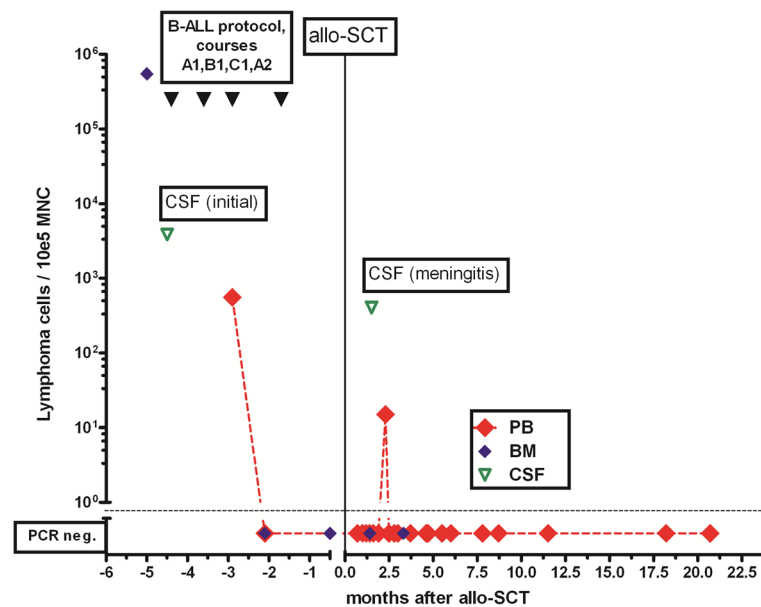 B-ALL protocol,
courses
A1,B1,C1,A2
allo-SCT
10⁶
10⁵
10⁴
10³
10²
10¹
10⁰
Lymphoma cells / 10e5 MNC
CSF (initial)
CSF (meningitis)
PB
BM
CSF
PCR neg.
-6 -5 -4 -3 -2 -1 0.0 2.5 5.0 7.5 10.0 12.5 15.0 17.5 20.0 22.5
months after allo-SCT